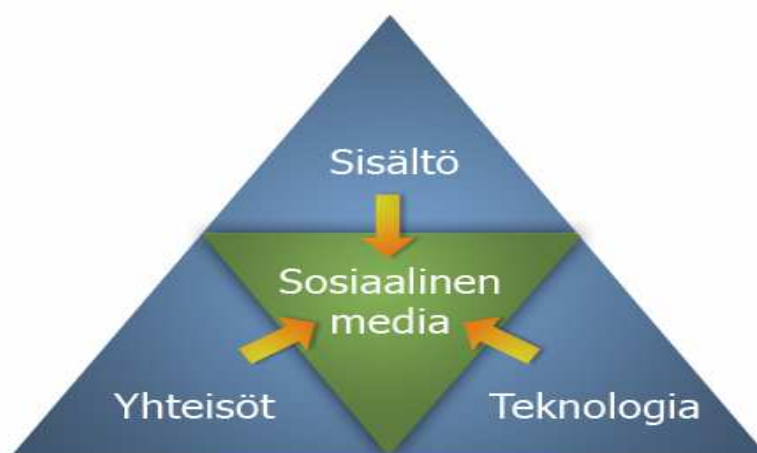 Sisältö
Sosiaalinen
media
Yhteisöt
Teknologia